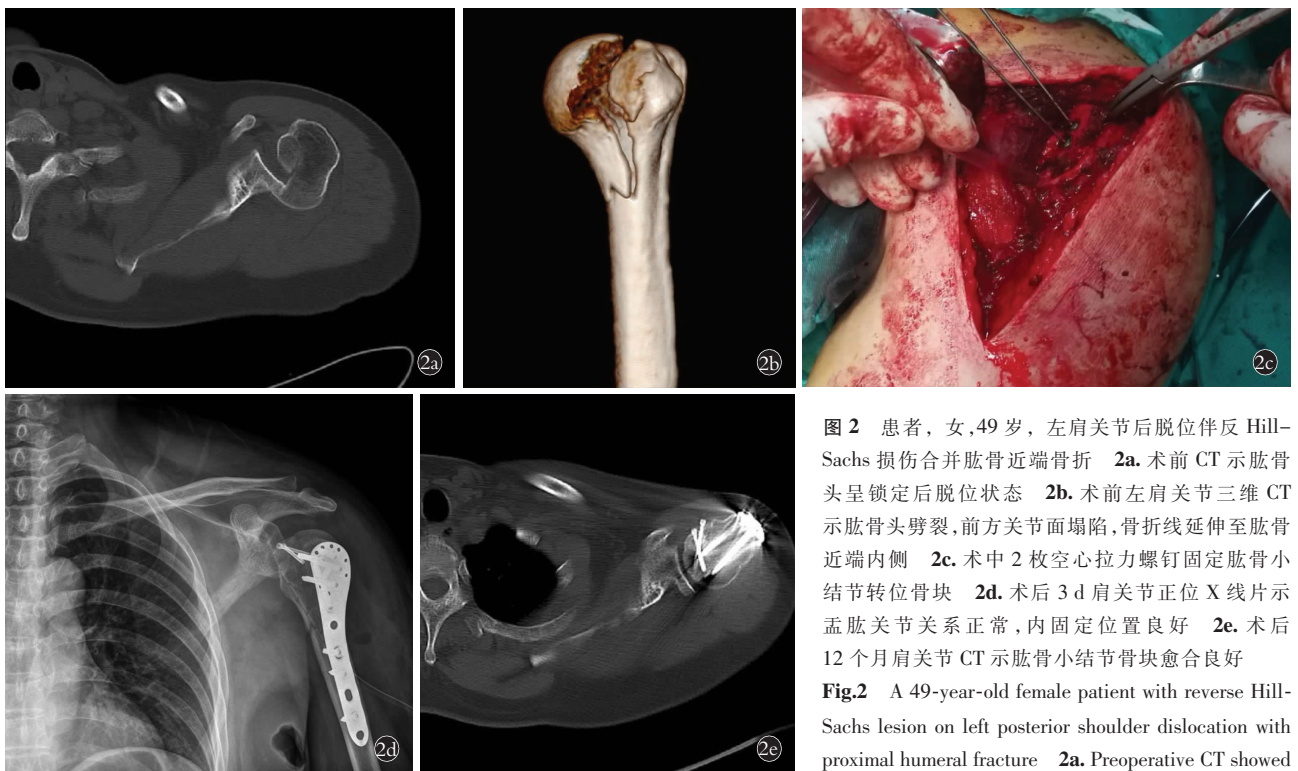 2a
2b
2c
2d
2e
图 2 患者，女,49 岁，左肩关节后脱位伴反 Hill-
Sachs 损伤合并肱骨近端骨折 2a. 术前 CT 示肱骨
头呈锁定后脱位状态 2b. 术前左肩关节三维 CT
示肱骨头劈裂,前方关节面塌陷,骨折线延伸至肱骨
近端内侧 2c. 术中 2 枚空心拉力螺钉固定肱骨小
结节转位骨块 2d. 术后 3 d 肩关节正位 X 线片示
盂肱关节关系正常,内固定位置良好 2e. 术后
12 个月肩关节 CT 示肱骨小结节骨块愈合良好
Fig.2 A 49-year-old female patient with reverse Hill-
Sachs lesion on left posterior shoulder dislocation with
proximal humeral fracture 2a. Preoperative CT showed